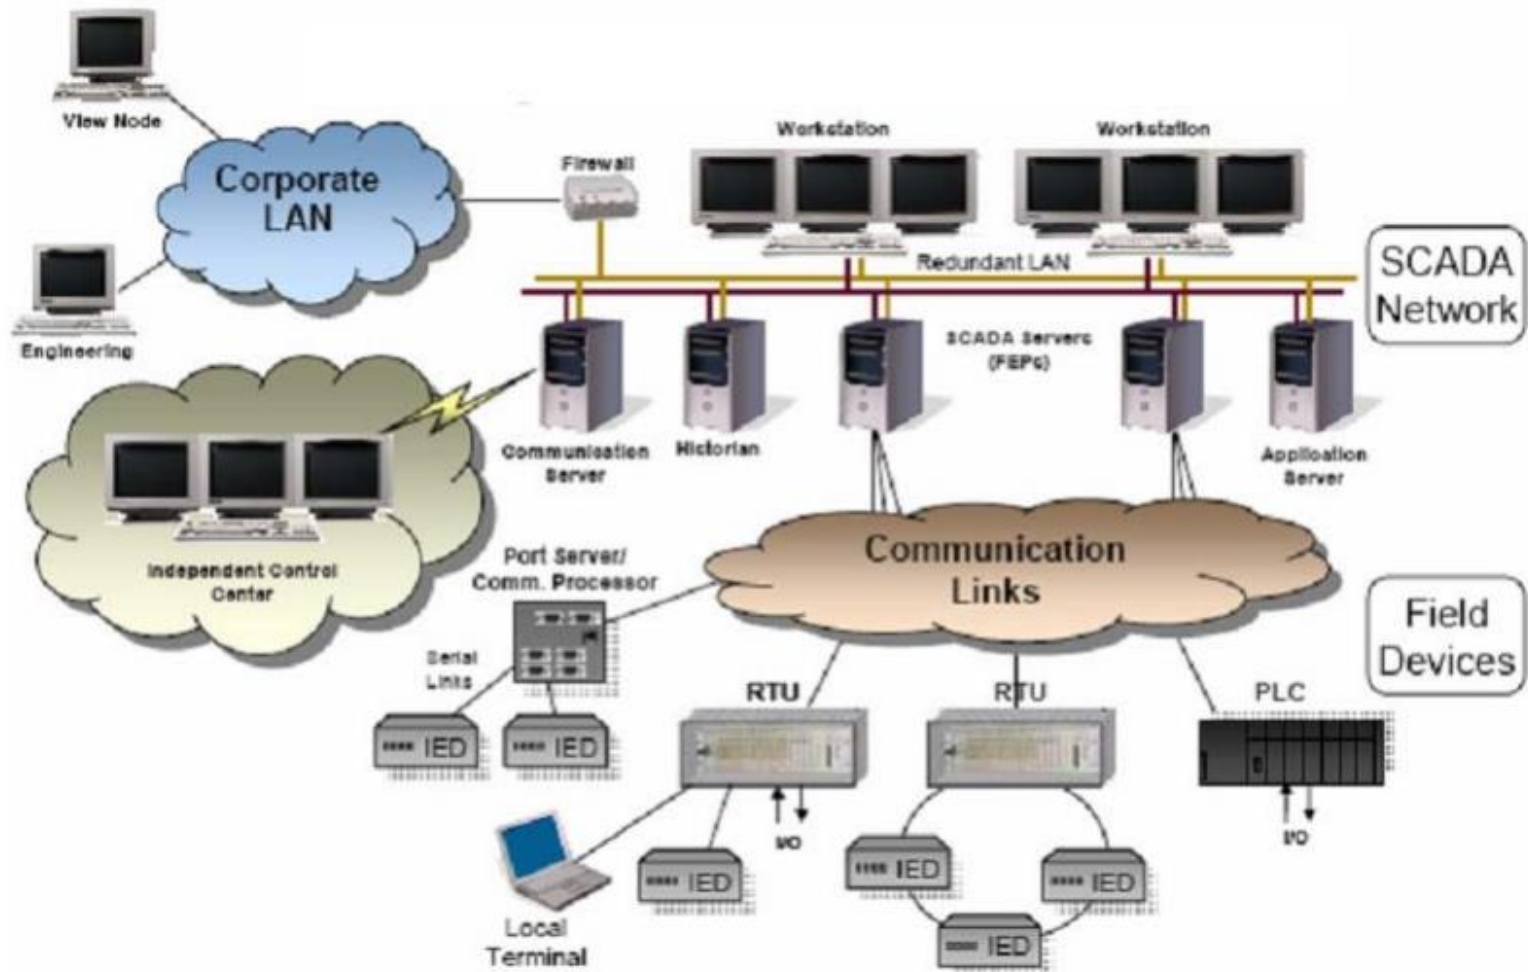 View Node
Corporate
LAN
Engineering
Firewall
Workstation
Workstation
Redundant LAN
SCADA
Network
SCADA Servers
(FEPs)
Communication
Server
Historian
Application
Server
Independent Control
Center
Communication
Links
Port Server/
Comm. Processor
Serial
Links
Field
Devices
RTU
RTU
PLC
IED
IED
I/O
I/O
IED
IED
IED
IED
Local
Terminal